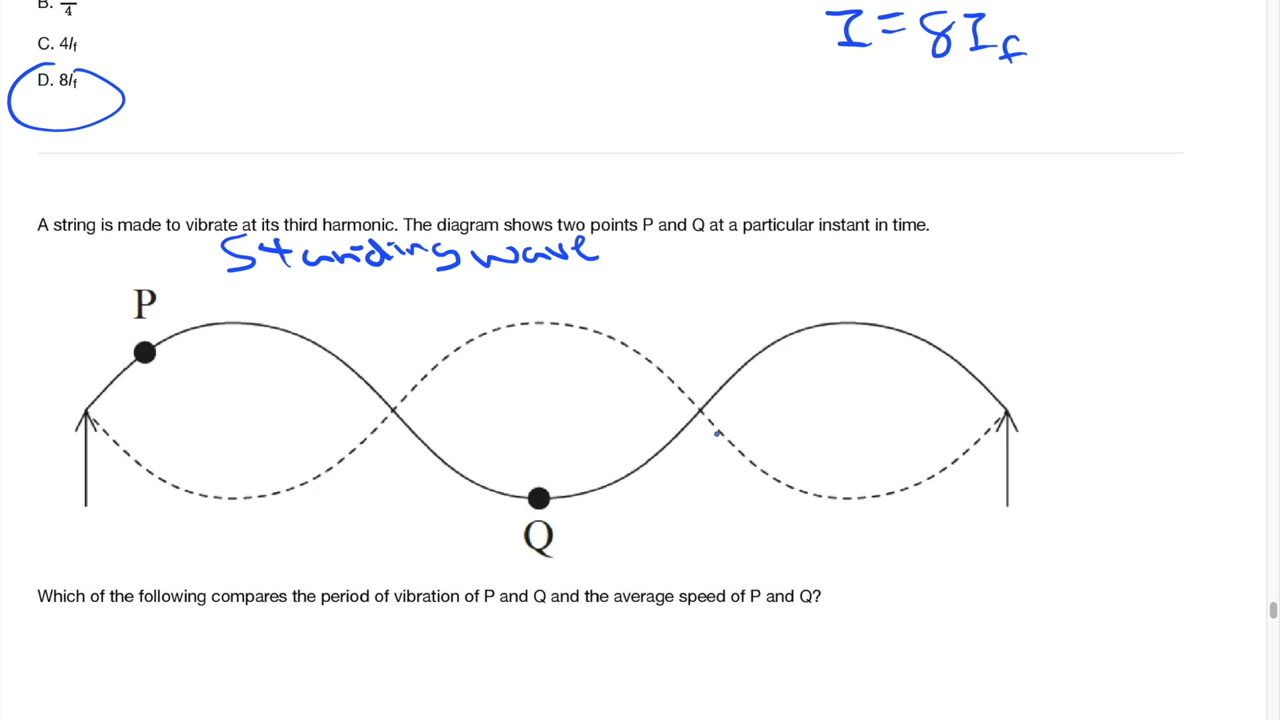 B. /4
I = 8I_f
C. 4I_f
D. 8I_f
A string is made to vibrate at its third harmonic. The diagram shows two points P and Q at a particular instant in time.
Standing wave
P
Q
Which of the following compares the period of vibration of P and Q and the average speed of P and Q?